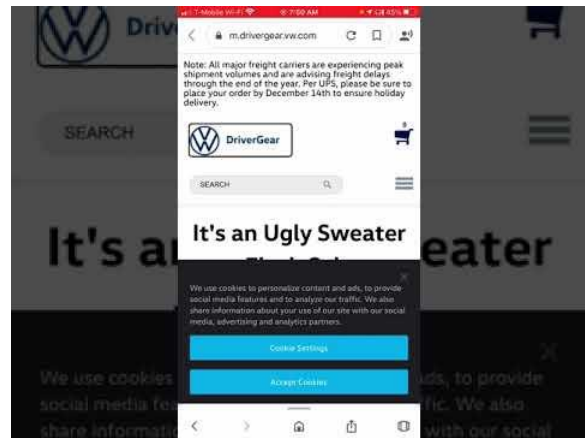 T-Mobile Wi-Fi 7:00 AM 45%
m.drivergear.vw.com
Note: All major freight carriers are experiencing peak
shipment volumes and are advising freight delays
through the end of the year. Per UPS, please be sure to
place your order by December 14th to ensure holiday
delivery.
DriverGear
0
SEARCH
It's an Ugly Sweater
We use cookies to personalize content and ads, to provide
social media features and to analyze our traffic. We also
share information about your use of our site with our social
media, advertising and analytics partners.
Cookie Settings
Accept Cookies